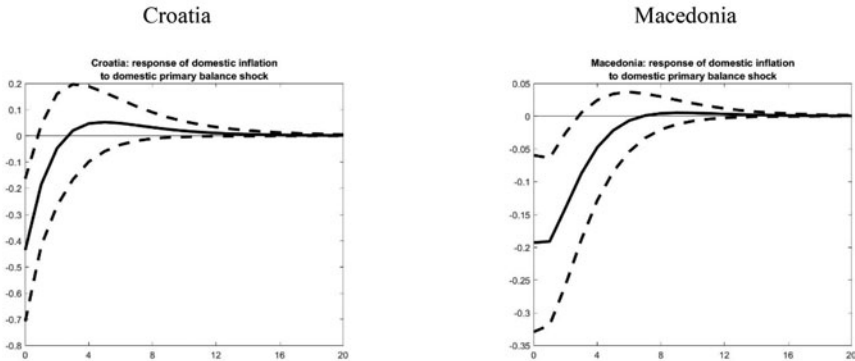 Croatia
Macedonia
Croatia: response of domestic inflation
to domestic primary balance shock
0.2
0.1
0
-0.1
-0.2
-0.3
-0.4
-0.5
-0.6
-0.7
-0.8
0 4 8 12 16 20
Macedonia: response of domestic inflation
to domestic primary balance shock
0.05
0
-0.05
-0.1
-0.15
-0.2
-0.25
-0.3
-0.35
0 4 8 12 16 20